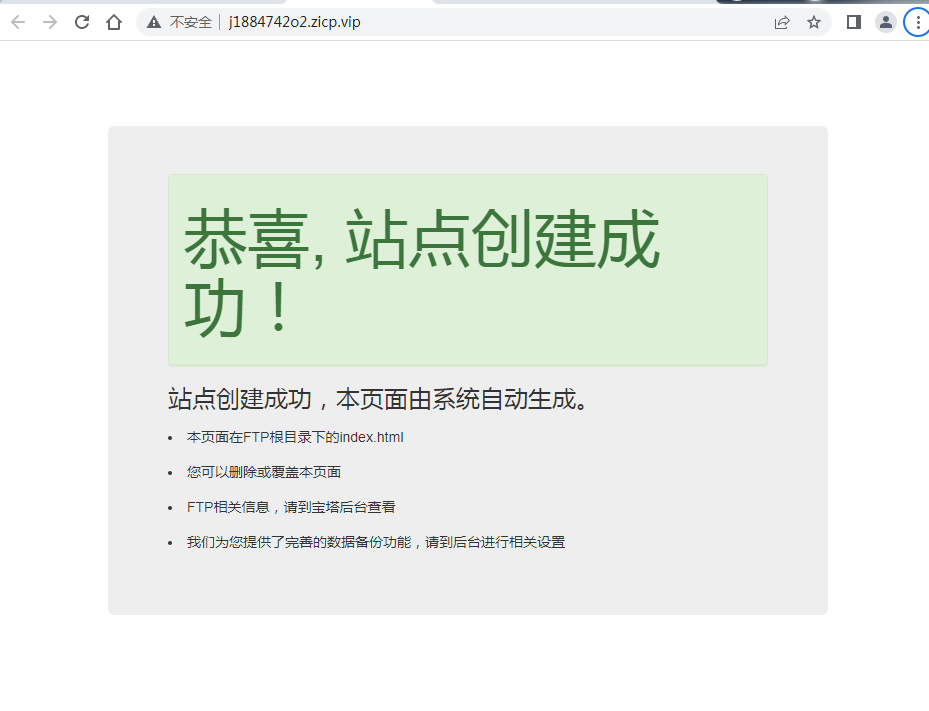 不安全 j1884742o2.zicp.vip
恭喜, 站点创建成
功！
站点创建成功，本页面由系统自动生成。
本页面在FTP根目录下的index.html
您可以删除或覆盖本页面
FTP相关信息，请到宝塔后台查看
我们为您提供了完善的数据备份功能，请到后台进行相关设置